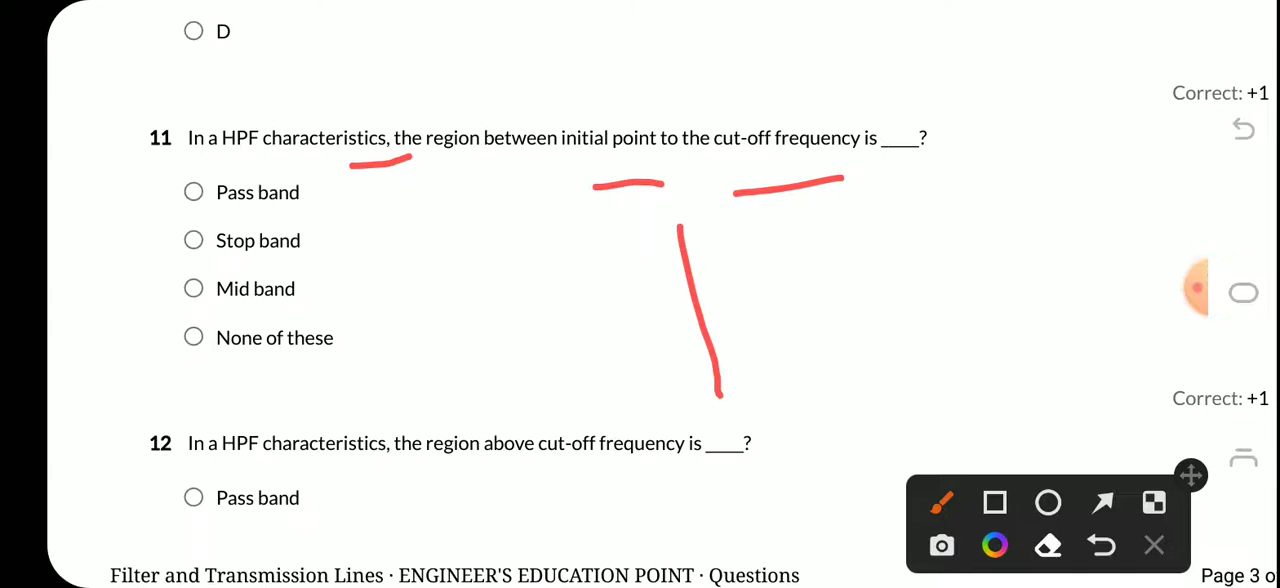 D
Correct: +1
11 In a HPF characteristics, the region between initial point to the cut-off frequency is ____?
Pass band
Stop band
Mid band
None of these
Correct: +1
12 In a HPF characteristics, the region above cut-off frequency is ____?
Pass band
Filter and Transmission Lines · ENGINEER'S EDUCATION POINT · Questions
Page 3 o